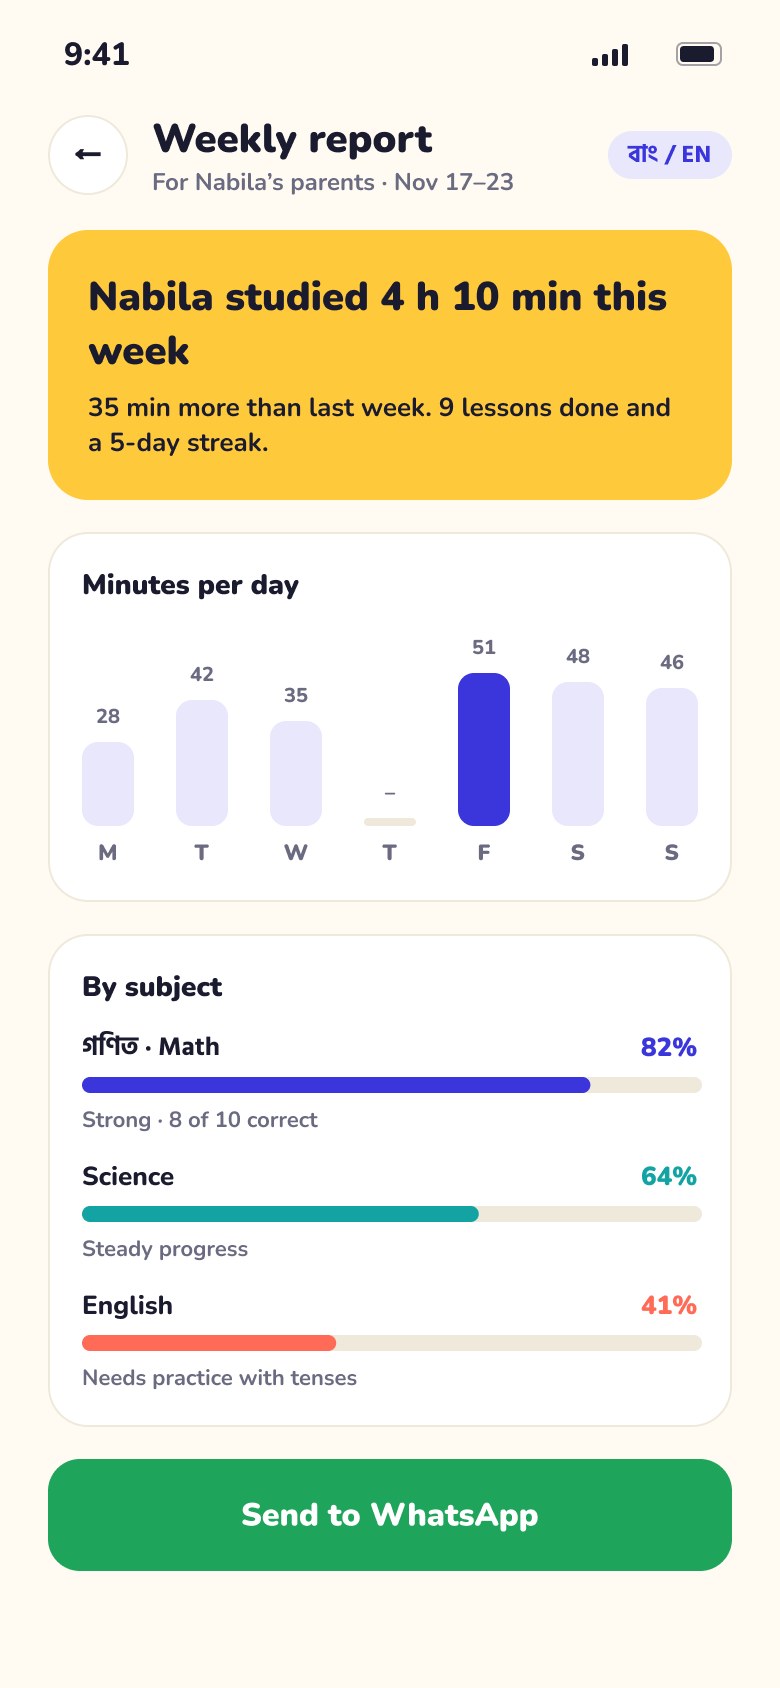 9:41
←
Weekly report
For Nabila’s parents · Nov 17–23
বাং / EN
Nabila studied 4 h 10 min this
week
35 min more than last week. 9 lessons done and
a 5-day streak.
Minutes per day
28
42
35
–
51
48
46
M T W T F S S
By subject
গণিত · Math 82%
Strong · 8 of 10 correct
Science 64%
Steady progress
English 41%
Needs practice with tenses
Send to WhatsApp